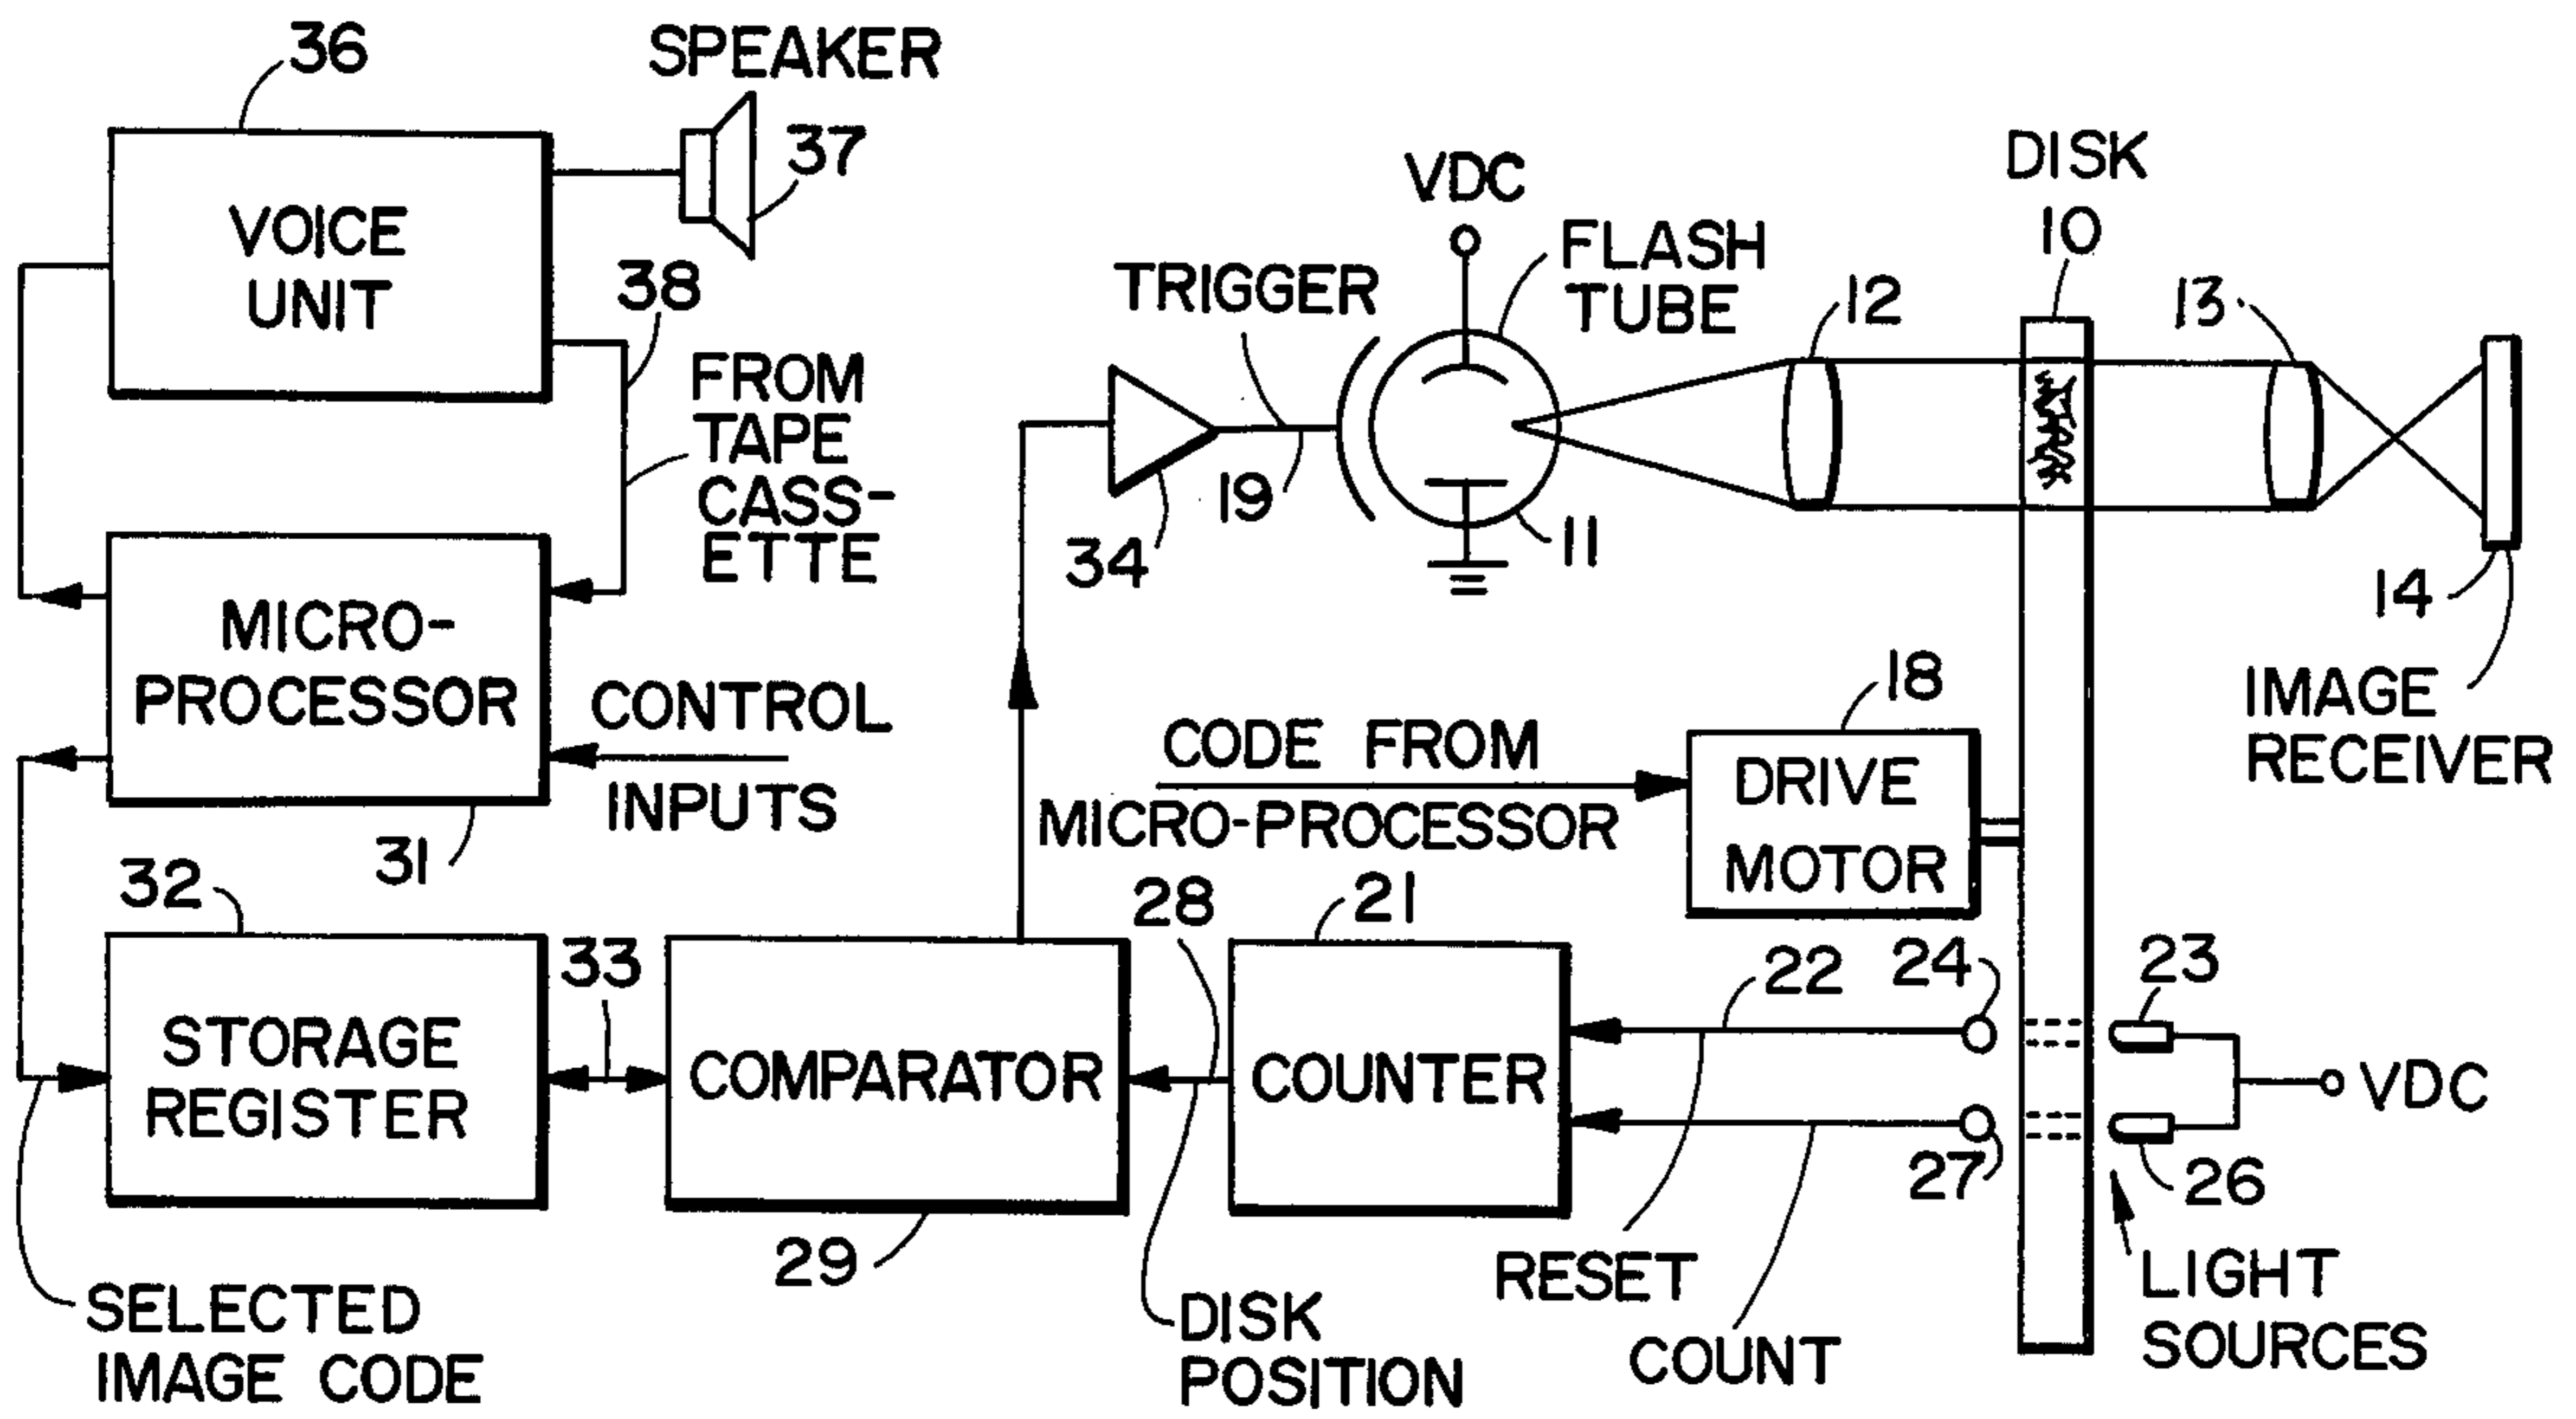 36
SPEAKER
37
VOICE
UNIT
38
FROM
TAPE
CASS-
ETTE
MICRO-
PROCESSOR
CONTROL
INPUTS
31
32
STORAGE
REGISTER
33
SELECTED
IMAGE CODE
COMPARATOR
29
28
DISK
POSITION
21
COUNTER
22
RESET
COUNT
24
27
23
26
VDC
LIGHT
SOURCES
CODE FROM
MICRO-PROCESSOR
18
DRIVE
MOTOR
TRIGGER
34
19
VDC
FLASH
TUBE
11
12
DISK
10
13
14
IMAGE
RECEIVER